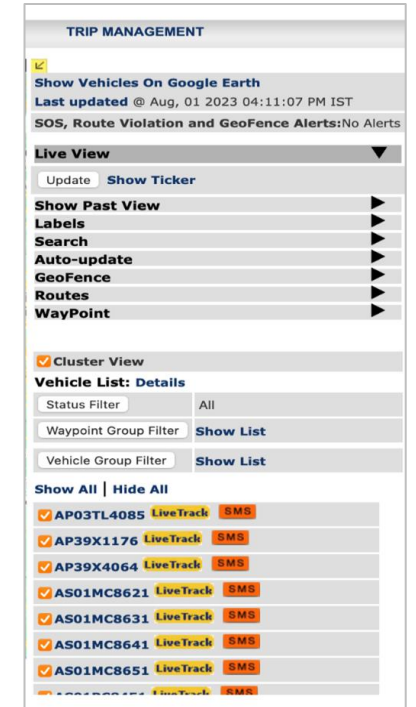 TRIP MANAGEMENT
Show Vehicles On Google Earth
Last updated @ Aug, 01 2023 04:11:07 PM IST
SOS, Route Violation and GeoFence Alerts:No Alerts
Live View
Update Show Ticker
Show Past View
Labels
Search
Auto-update
GeoFence
Routes
WayPoint
Cluster View
Vehicle List: Details
Status Filter All
Waypoint Group Filter Show List
Vehicle Group Filter Show List
Show All | Hide All
AP03TL4085 LiveTrack SMS
AP39X1176 LiveTrack SMS
AP39X4064 LiveTrack SMS
AS01MC8621 LiveTrack SMS
AS01MC8631 LiveTrack SMS
AS01MC8641 LiveTrack SMS
AS01MC8651 LiveTrack SMS
LiveTrack SMS